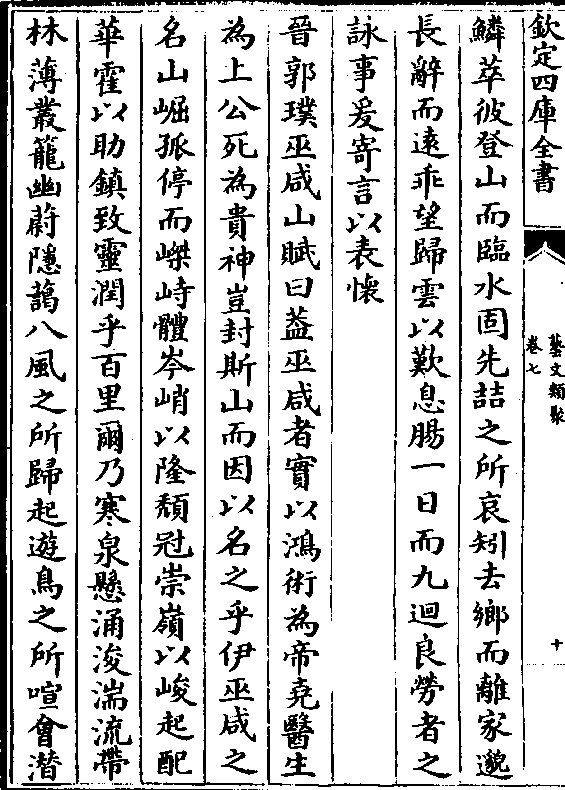 欽定四庫全書
藝文類聚
卷七
十
鱗萃彼登山而臨水固先喆之所哀矧去鄉而離家邈
長辭而遠乖望歸雲以歎息腸一日而九迴良勞者之
詠事爰寄言以表懷
晉郭璞巫咸山賦曰葢巫咸者實以鴻術為帝堯醫生
為上公死為貴神豈封斯山而因以名之乎伊巫咸之
名山崛孤停而嶸峙體岑峭以隆頹冠崇嶺以峻起配
華霍以助鎮致靈潤乎百里爾乃寒泉懸涌浚湍流帶
林薄叢籠幽蔚隱藹八風之所歸起遊鳥之所喧會潛